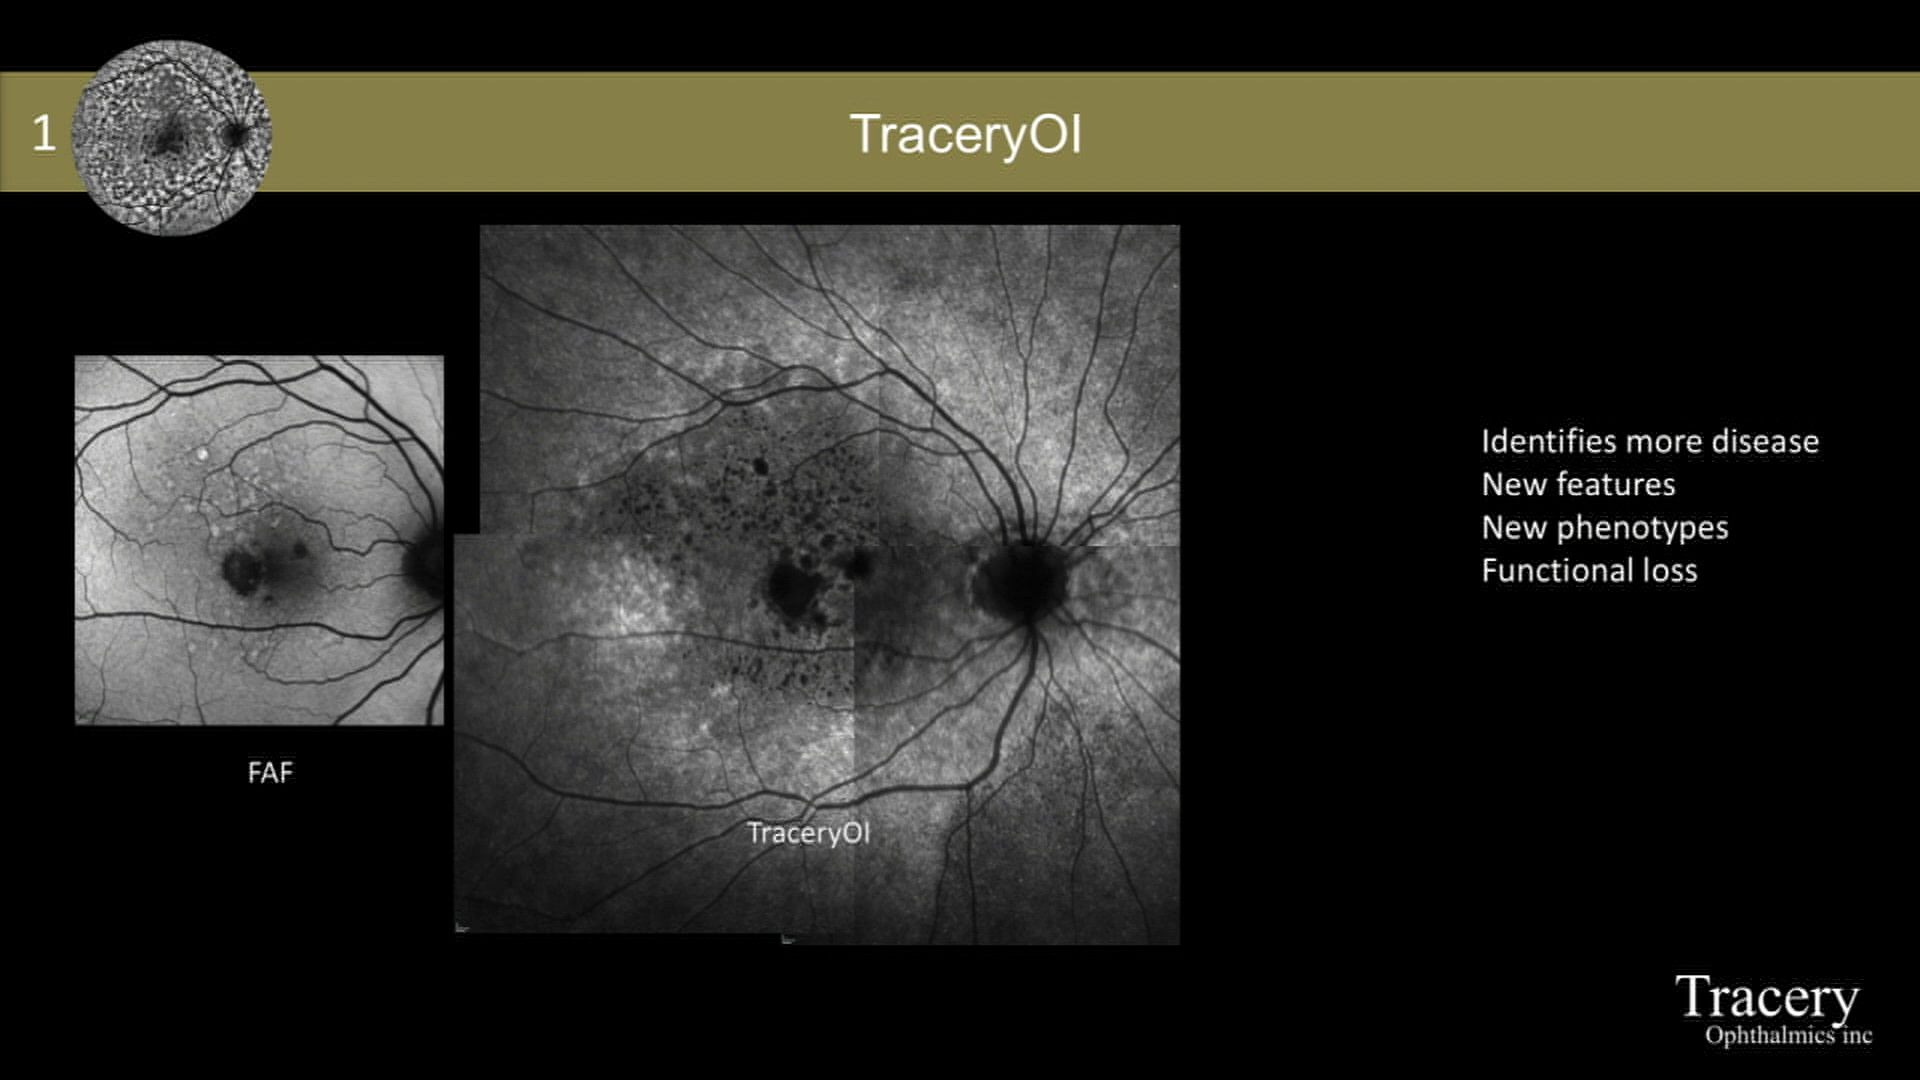 1
TraceryOI
Identifies more disease
New features
New phenotypes
Functional loss
FAF
TraceryOI
Tracery
Ophthalmics inc